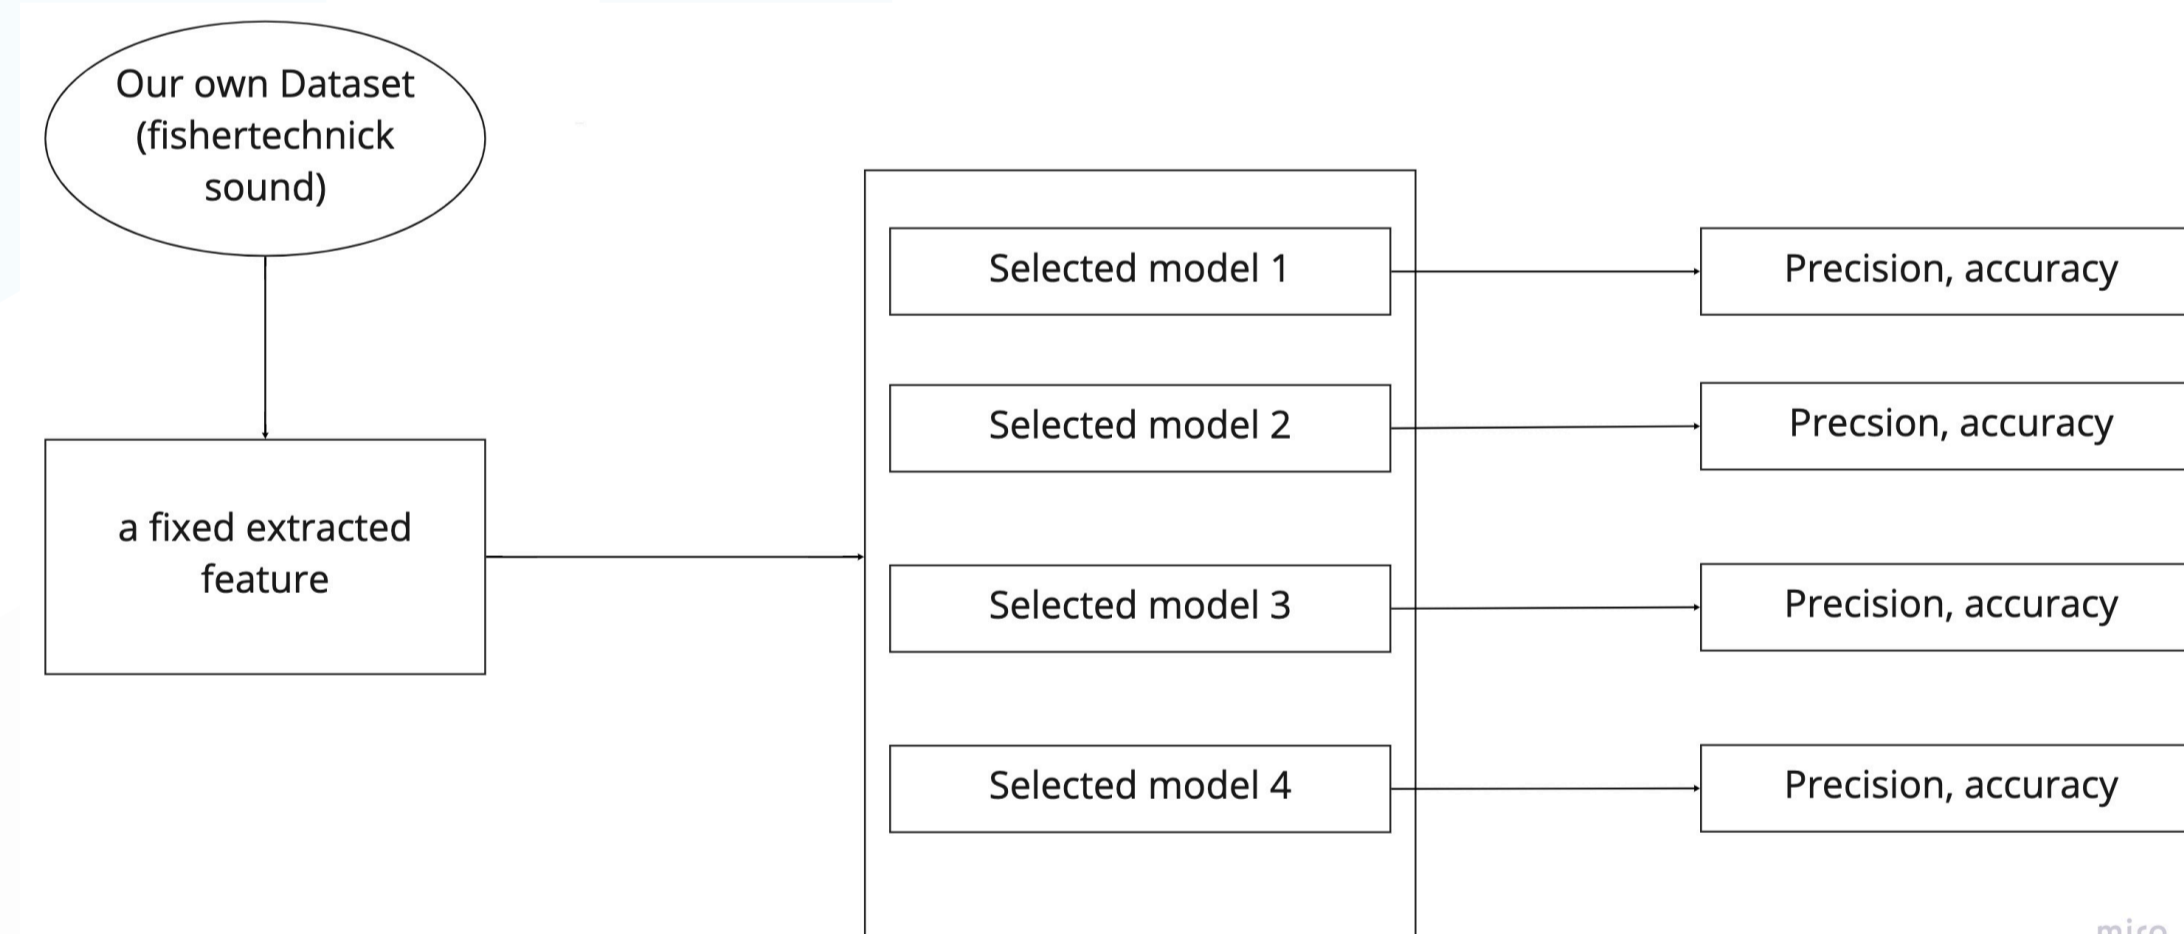 Our own Dataset
(fishertechnick
sound)
a fixed extracted
feature
Selected model 1
Precision, accuracy
Selected model 2
Precsion, accuracy
Selected model 3
Precision, accuracy
Selected model 4
Precision, accuracy
miro